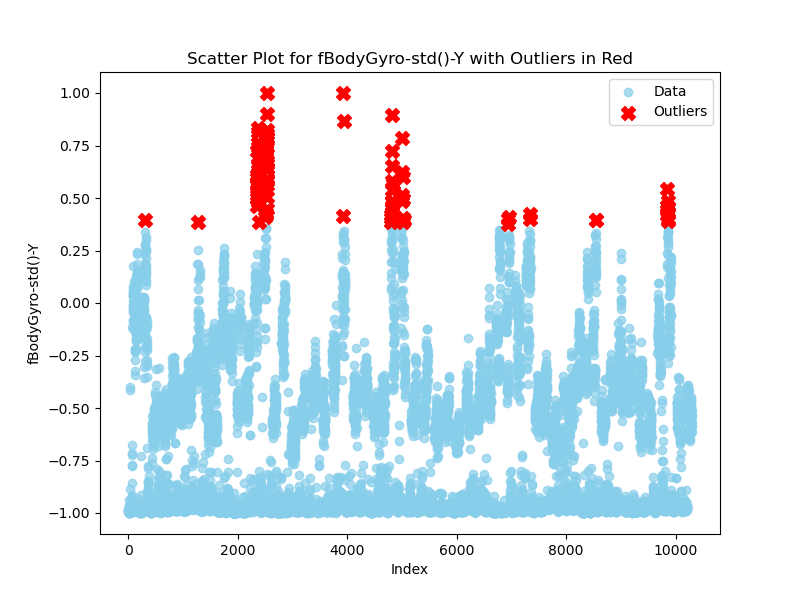 Scatter Plot for fBodyGyro-std()-Y with Outliers in Red
Data
Outliers
fBodyGyro-std()-Y
1.00
0.75
0.50
0.25
0.00
−0.25
−0.50
−0.75
−1.00
0 2000 4000 6000 8000 10000
Index